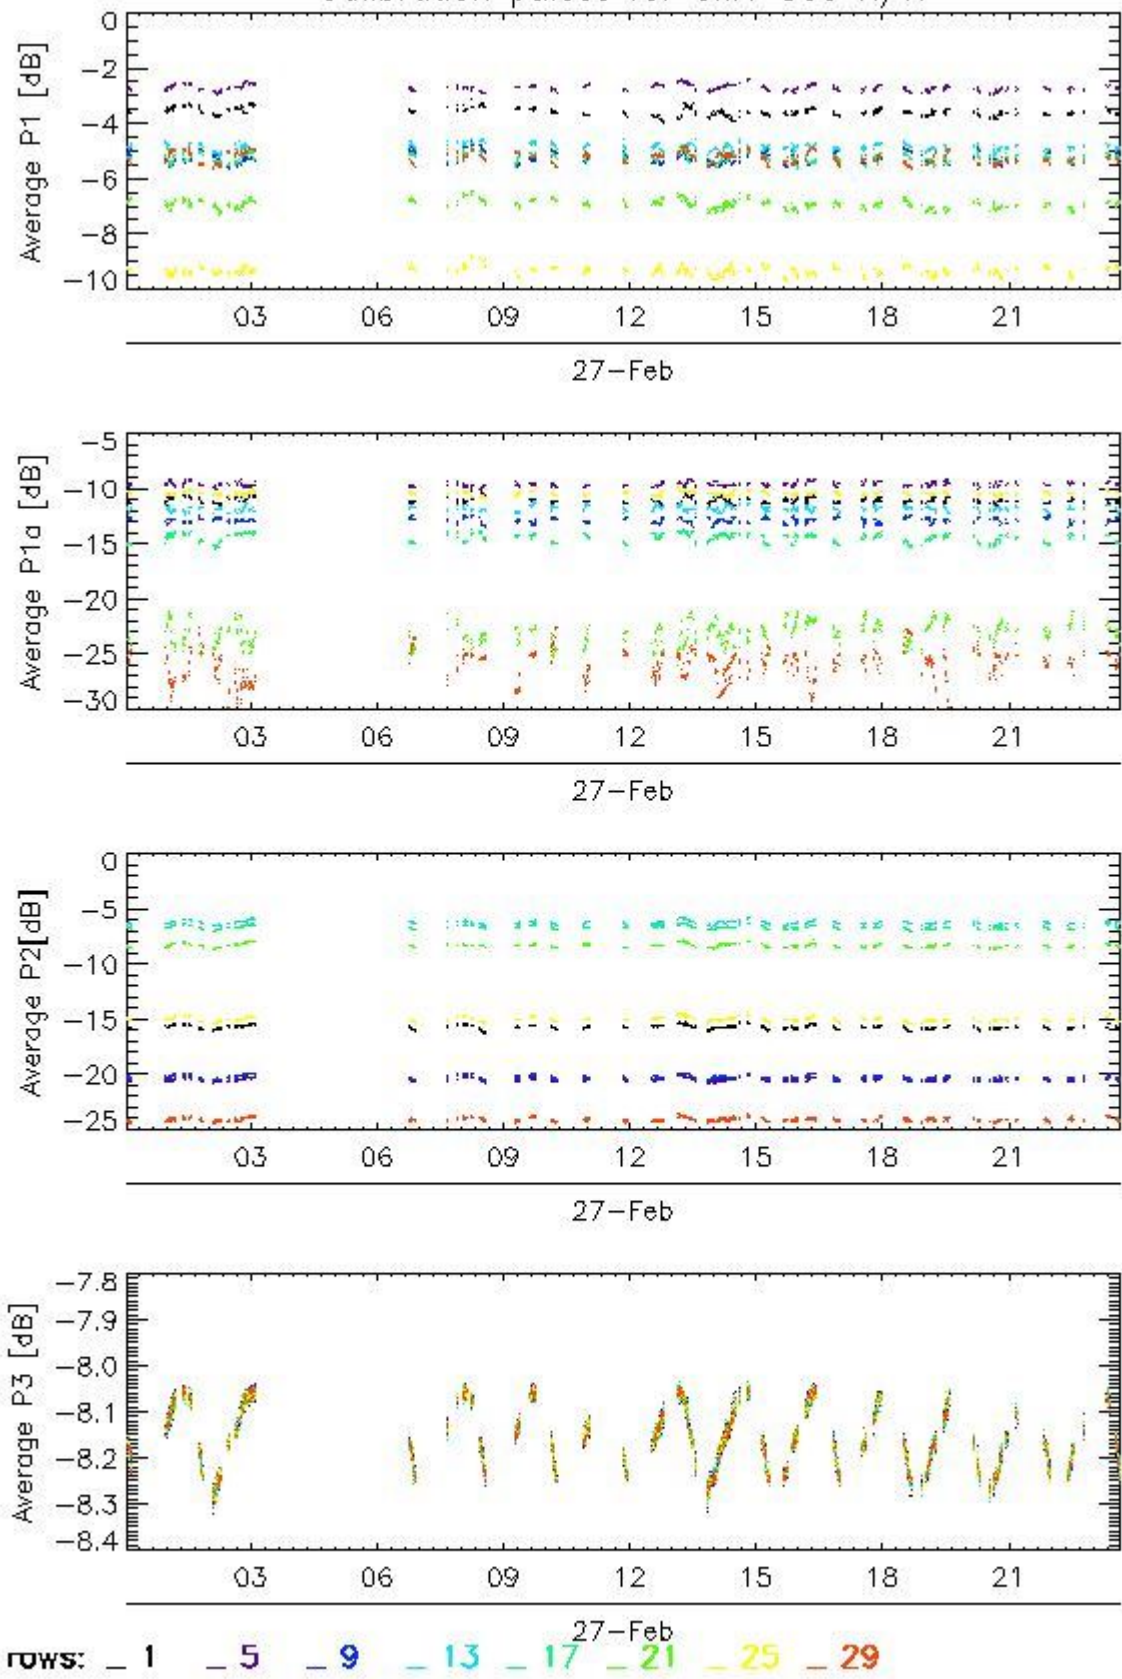 Average P1 [dB]
0
-2
-4
-6
-8
-10
03 06 09 12 15 18 21
27-Feb
Average P1a [dB]
-5
-10
-15
-20
-25
-30
03 06 09 12 15 18 21
27-Feb
Average P2[dB]
0
-5
-10
-15
-20
-25
03 06 09 12 15 18 21
27-Feb
Average P3 [dB]
-7.8
-7.9
-8.0
-8.1
-8.2
-8.3
-8.4
03 06 09 12 15 18 21
27-Feb
rows: _ 1 _ 5 _ 9 _ 13 _ 17 _ 21 _ 25 _ 29